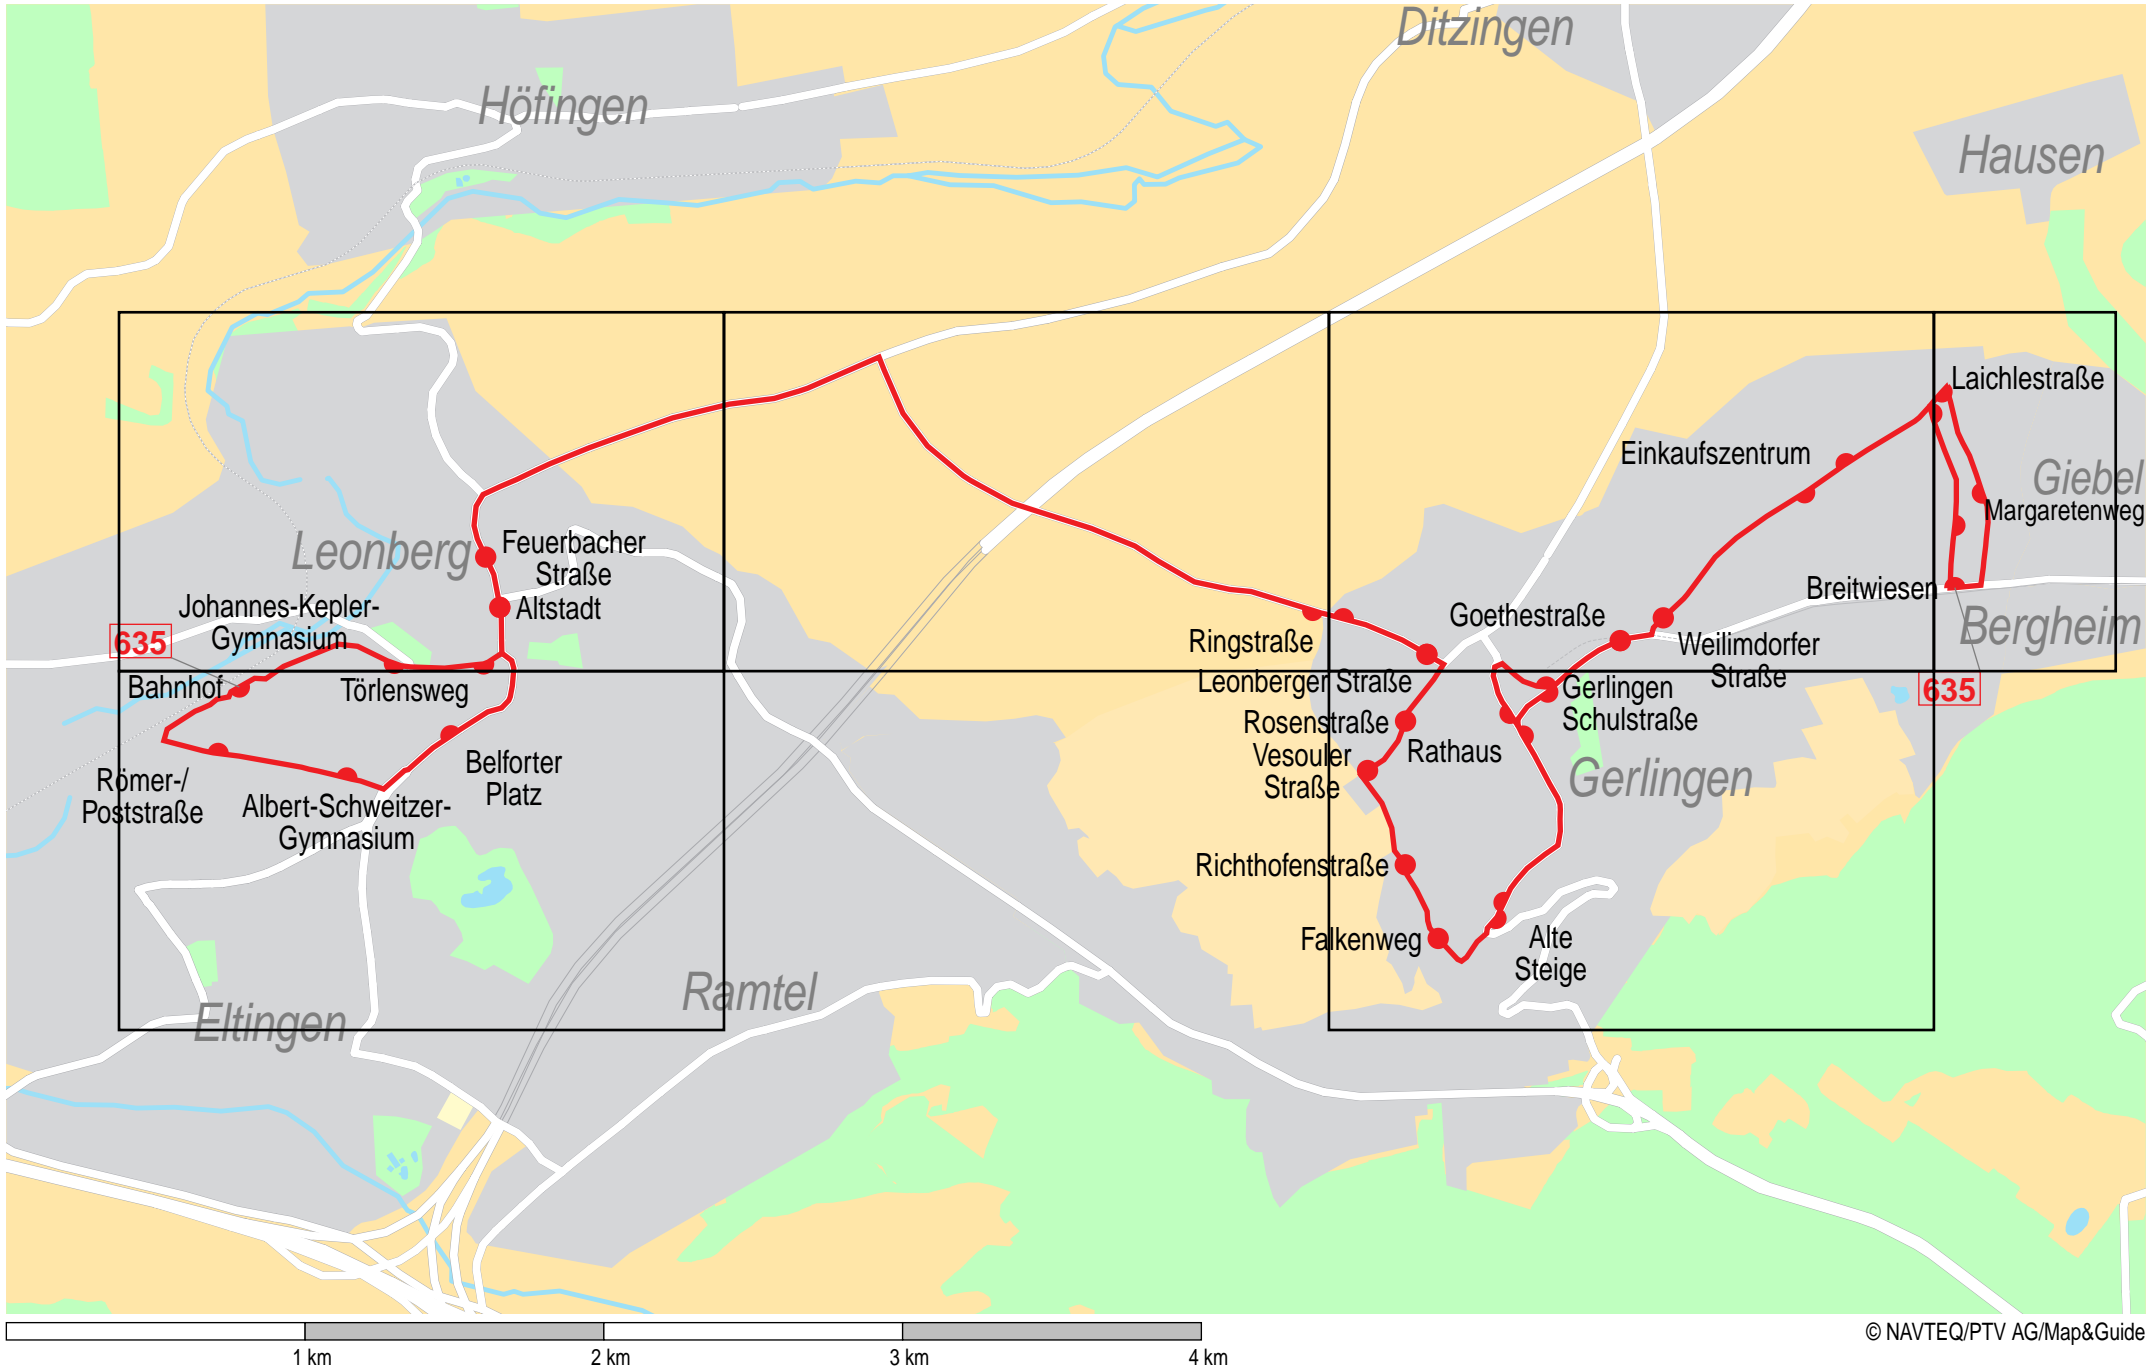 Ditzingen
Höfingen
Hausen
Laichlestraße
Einkaufszentrum
Giebel
Margaretenweg
Leonberg
Feuerbacher
Straße
Altstadt
Breitwiesen
Bergheim
Johannes-Kepler-
Gymnasium
635
Goethestraße
Ringstraße
Weilimdorfer
Straße
Bahnhof
Törlensweg
Leonberger Straße
Gerlingen
Schulstraße
635
Rosenstraße
Rathaus
Vesouler
Straße
Gerlingen
Römer-/
Poststraße
Belforter
Platz
Albert-Schweitzer-
Gymnasium
Richthofenstraße
Falkenweg
Alte
Steige
Ramtel
Eltingen
© NAVTEQ/PTV AG/Map&Guide
1 km
2 km
3 km
4 km